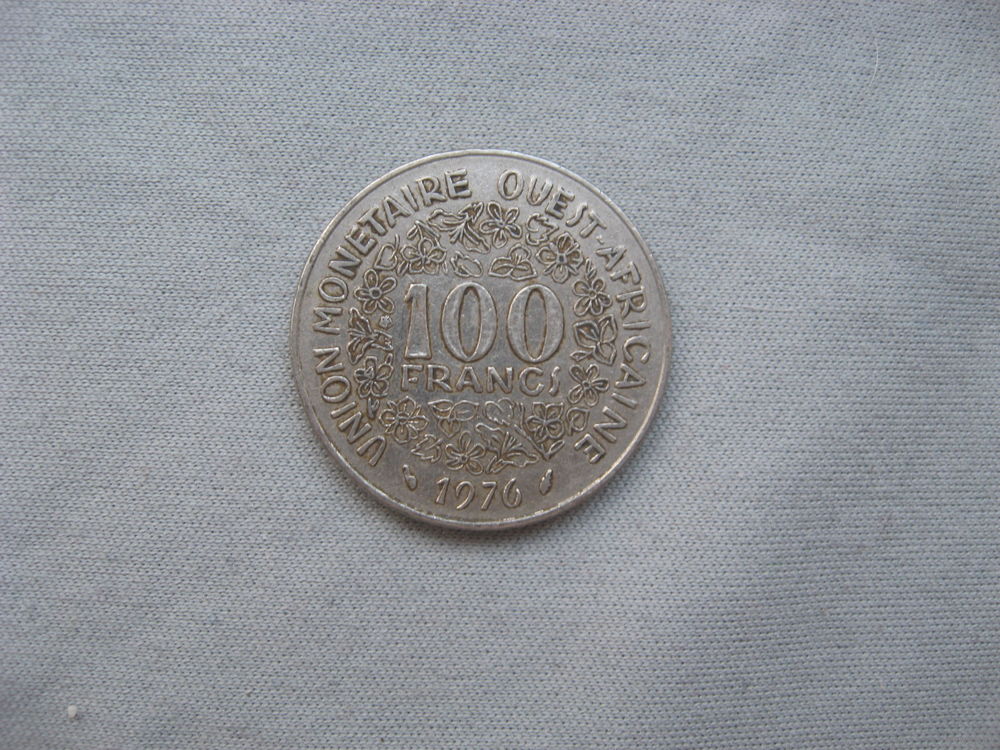 UNION MONETAIRE OUEST-AFRICAINE
100
FRANCS
1976